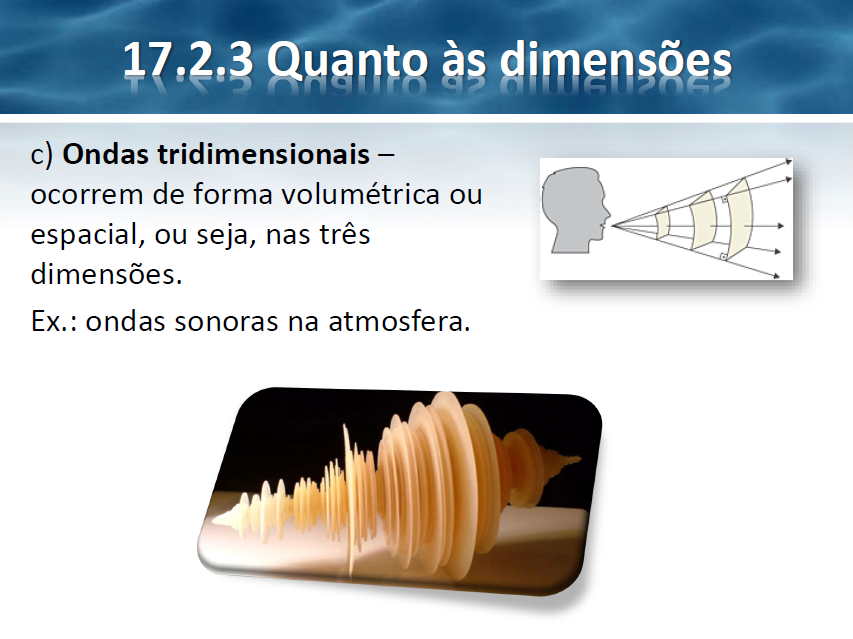 17.2.3 Quanto às dimensões
c) Ondas tridimensionais –
ocorrem de forma volumétrica ou
espacial, ou seja, nas três
dimensões.
Ex.: ondas sonoras na atmosfera.